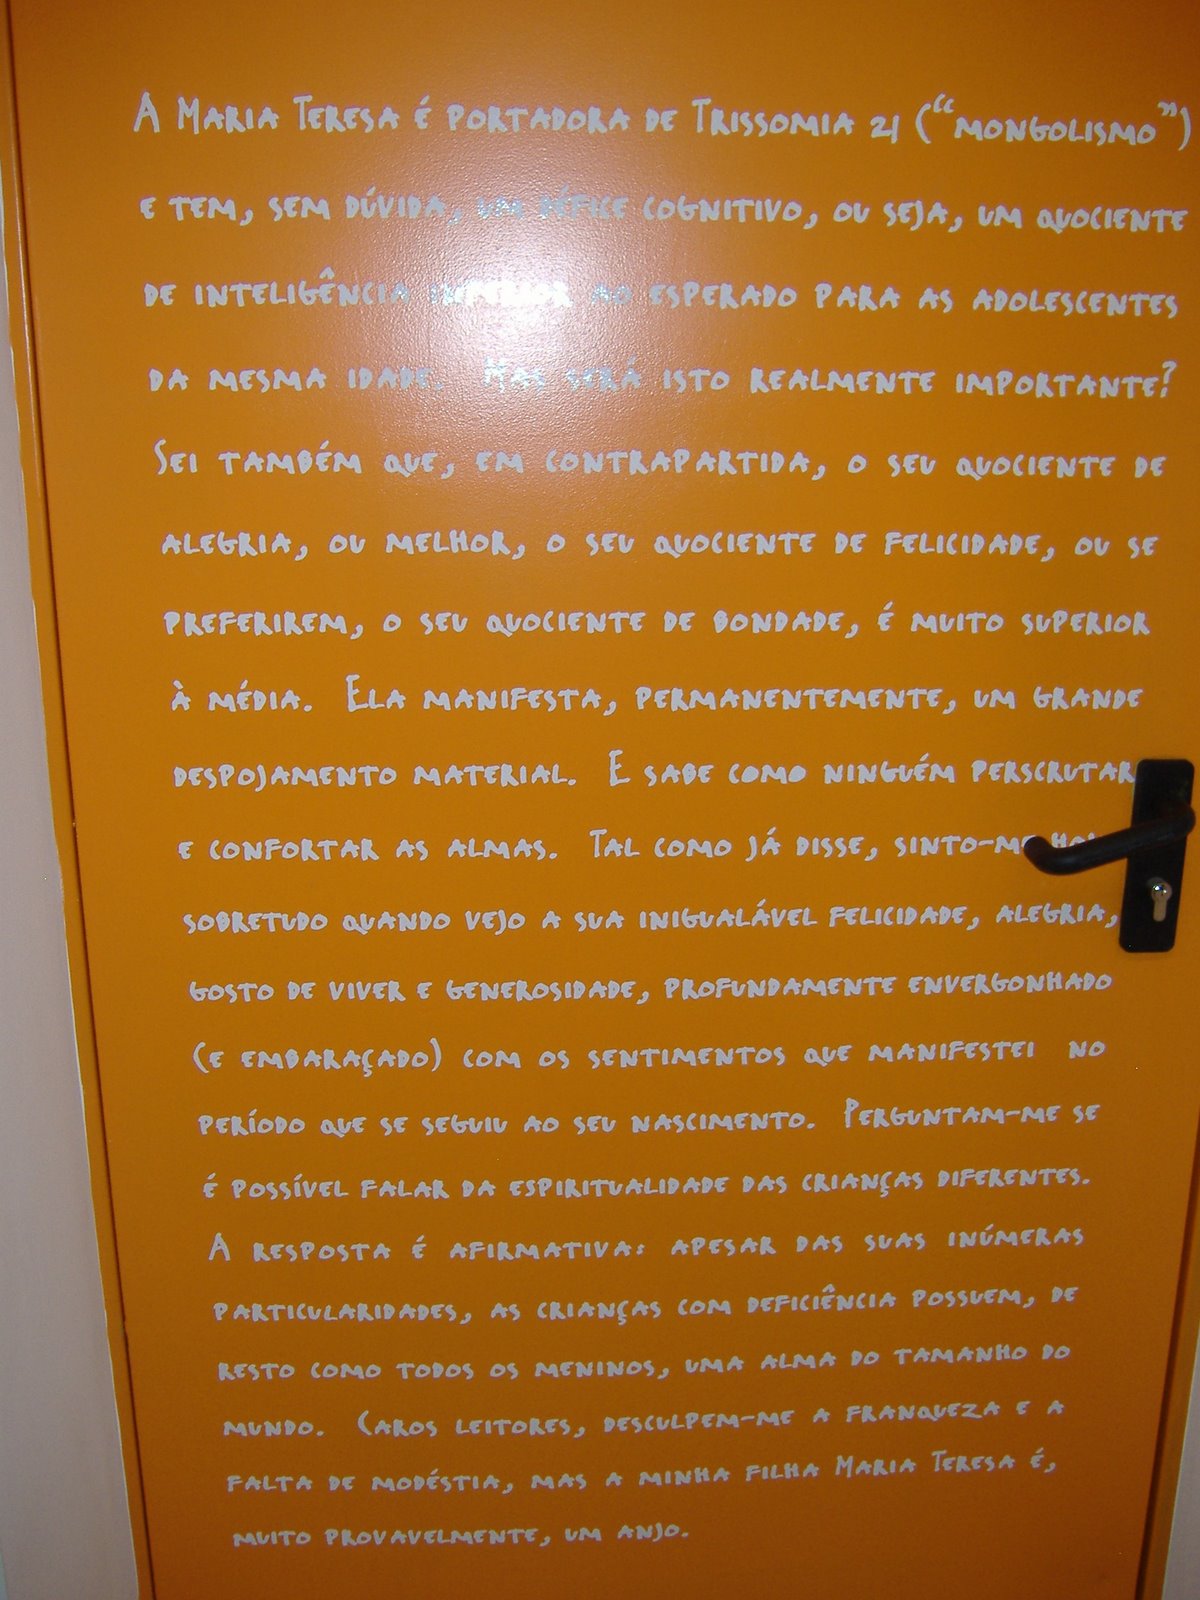 A Maria Teresa é portadora de Trissomia 21 ("mongolismo")
e tem, sem dúvida, um défice cognitivo, ou seja, um quociente
de inteligência inferior ao esperado para as adolescentes
da mesma idade. Mas será isto realmente importante?
Sei também que, em contrapartida, o seu quociente de
alegria, ou melhor, o seu quociente de felicidade, ou se
preferirem, o seu quociente de bondade, é muito superior
à média. Ela manifesta, permanentemente, um grande
despojamento material. E sabe como ninguém perscrutar
e confortar as almas. Tal como já disse, sinto-me
sobretudo quando vejo a sua inigualável felicidade, alegria,
gosto de viver e generosidade, profundamente envergonhado
(e embaraçado) com os sentimentos que manifestei no
período que se seguiu ao seu nascimento. Perguntam-me se
é possível falar da espiritualidade das crianças diferentes.
A resposta é afirmativa: apesar das suas inúmeras
particularidades, as crianças com deficiência possuem, de
resto como todos os meninos, uma alma do tamanho do
mundo. Caros leitores, desculpem-me a franqueza e a
falta de modéstia, mas a minha filha Maria Teresa é,
muito provavelmente, um anjo.